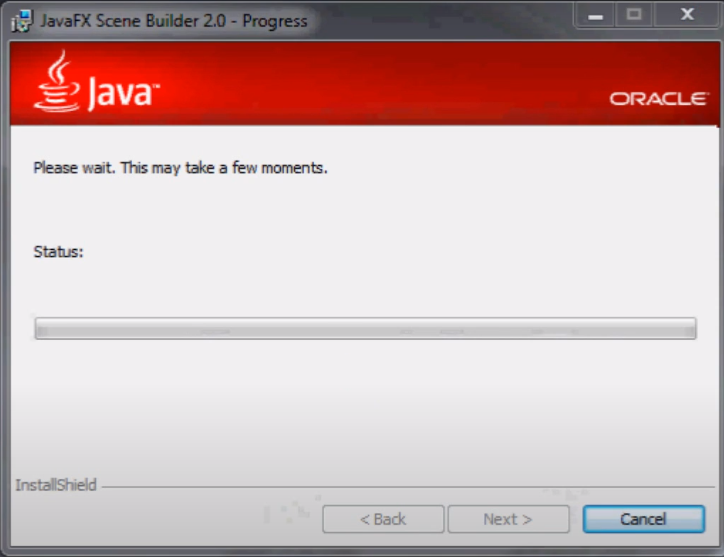 JavaFX Scene Builder 2.0 - Progress
Java™
ORACLE
Please wait. This may take a few moments.
Status:
InstallShield
< Back
Next >
Cancel